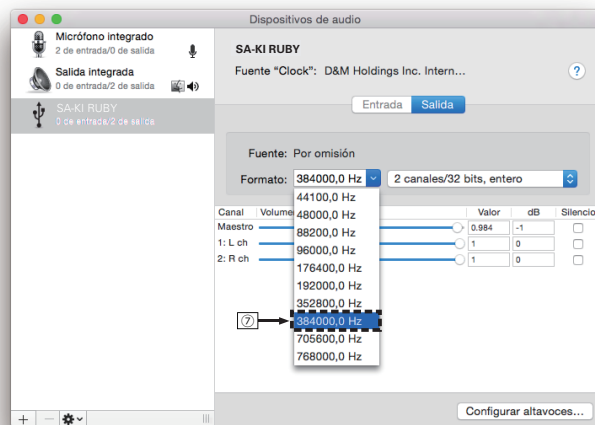 Dispositivos de audio
Micrófono integrado
2 de entrada/0 de salida
Salida integrada
0 de entrada/2 de salida
SA-KI RUBY
0 de entrada/2 de salida
SA-KI RUBY
Fuente “Clock”: D&M Holdings Inc. Intern...
?
Entrada Salida
Fuente: Por omisión
Formato: 384000,0 Hz 2 canales/32 bits, entero
44100,0 Hz
48000,0 Hz
88200,0 Hz
96000,0 Hz
176400,0 Hz
192000,0 Hz
352800,0 Hz
⑦ 384000,0 Hz
705600,0 Hz
768000,0 Hz
Canal Volume Valor dB Silencio
Maestro 0.984 -1
1: L ch 1 0
2: R ch 1 0
Configurar altavoces...